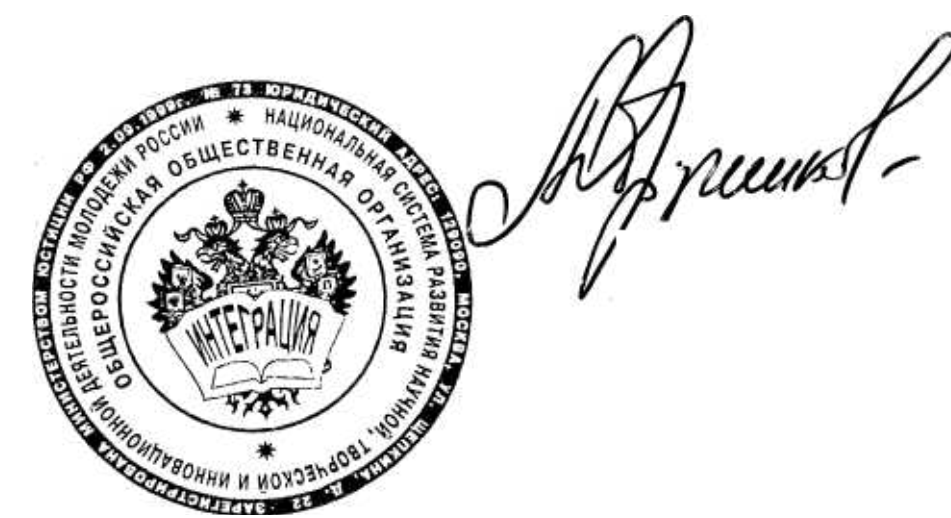 ЗАРЕГИСТРИРОВАНА МИНИСТЕРСТВОМ ЮСТИЦИИ РФ 2.09.1999г. № 73 ЮРИДИЧЕСКИЙ АДРЕС: 129090, МОСКВА, УЛ. ЩЕПКИНА, Д. 22
НАЦИОНАЛЬНАЯ СИСТЕМА РАЗВИТИЯ НАУЧНОЙ, ТВОРЧЕСКОЙ И ИННОВАЦИОННОЙ ДЕЯТЕЛЬНОСТИ МОЛОДЕЖИ РОССИИ
ОБЩЕРОССИЙСКАЯ ОБЩЕСТВЕННАЯ ОРГАНИЗАЦИЯ
ИНТЕГРАЦИЯ